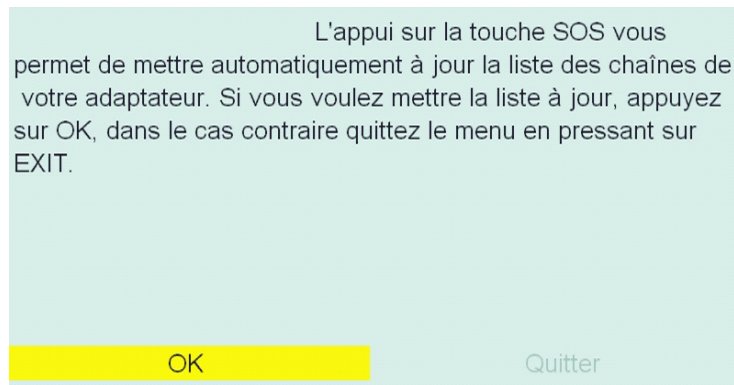 L'appui sur la touche SOS vous
permet de mettre automatiquement à jour la liste des chaînes de
votre adaptateur. Si vous voulez mettre la liste à jour, appuyez
sur OK, dans le cas contraire quittez le menu en pressant sur
EXIT.
OK
Quitter